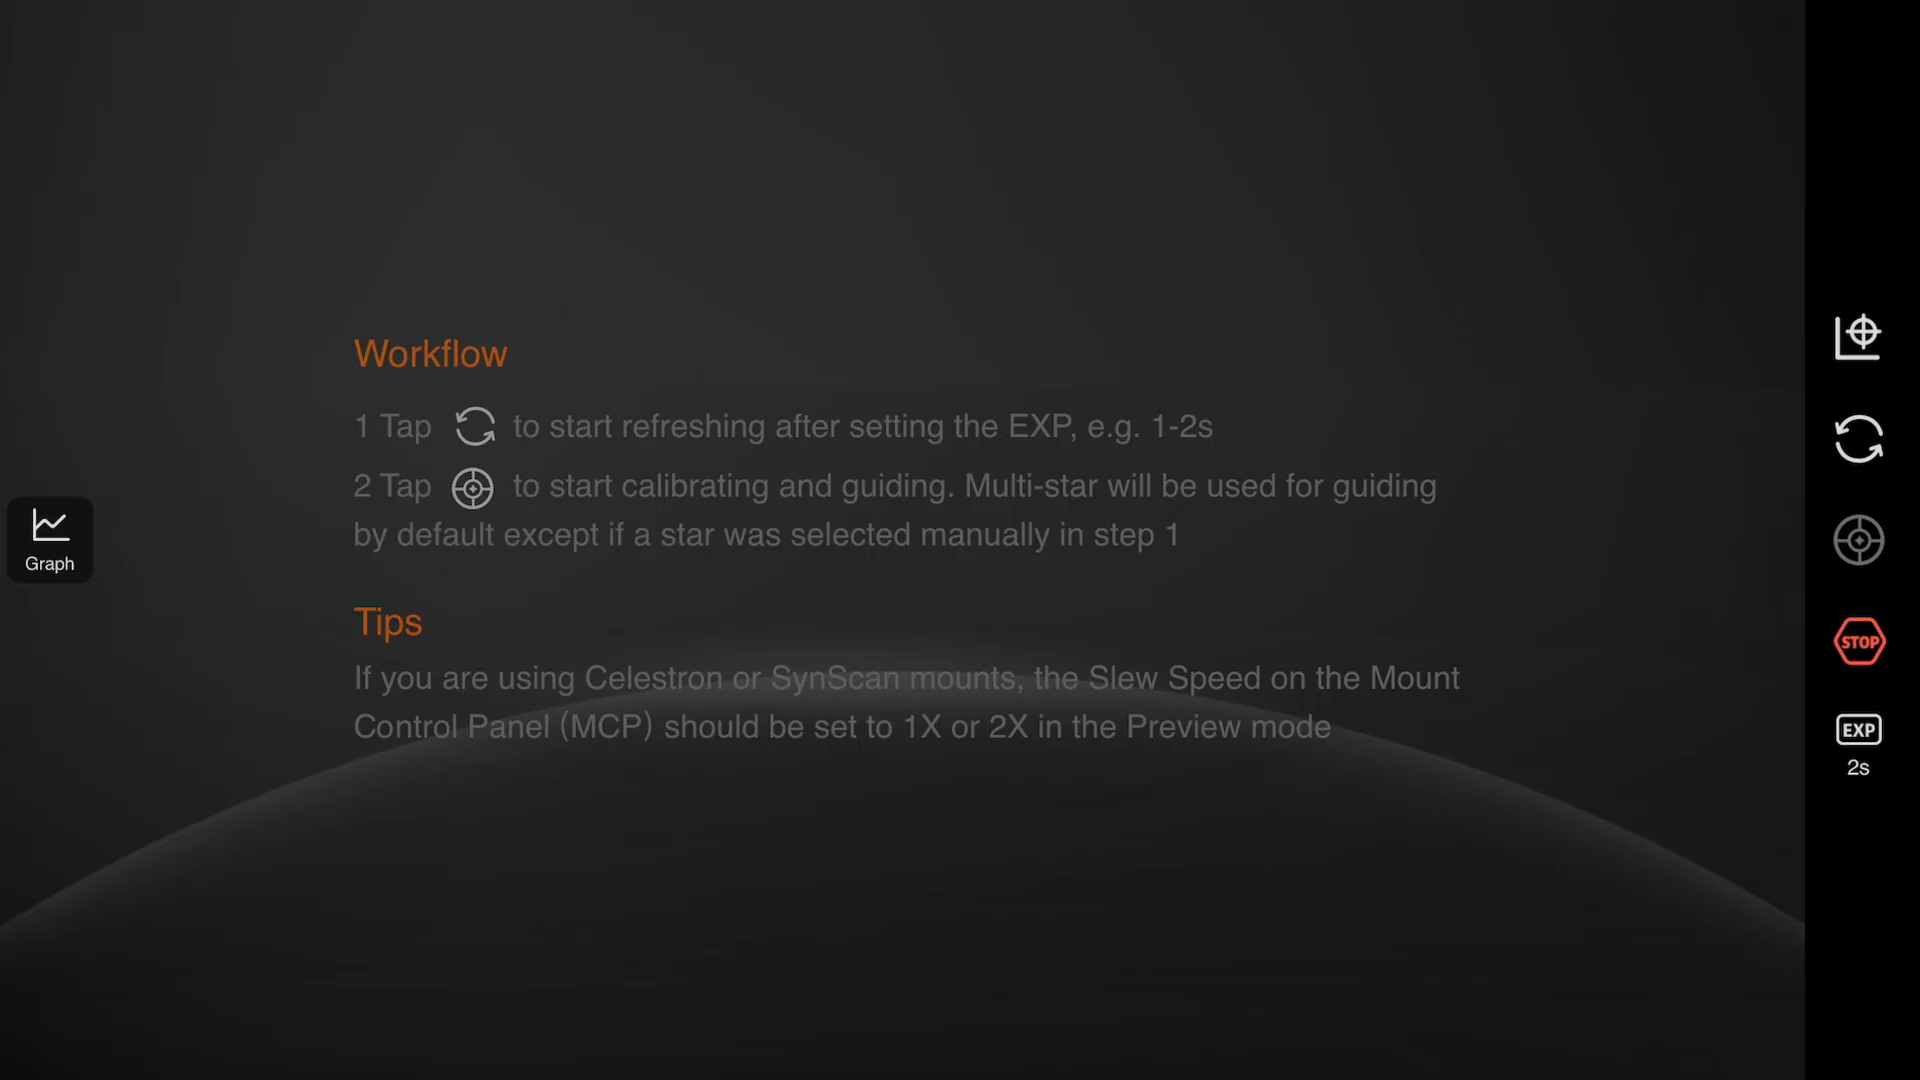 Workflow
1 Tap to start refreshing after setting the EXP, e.g. 1-2s
2 Tap to start calibrating and guiding. Multi-star will be used for guiding
by default except if a star was selected manually in step 1
Graph
Tips
If you are using Celestron or SynScan mounts, the Slew Speed on the Mount
Control Panel (MCP) should be set to 1X or 2X in the Preview mode
STOP
EXP
2s